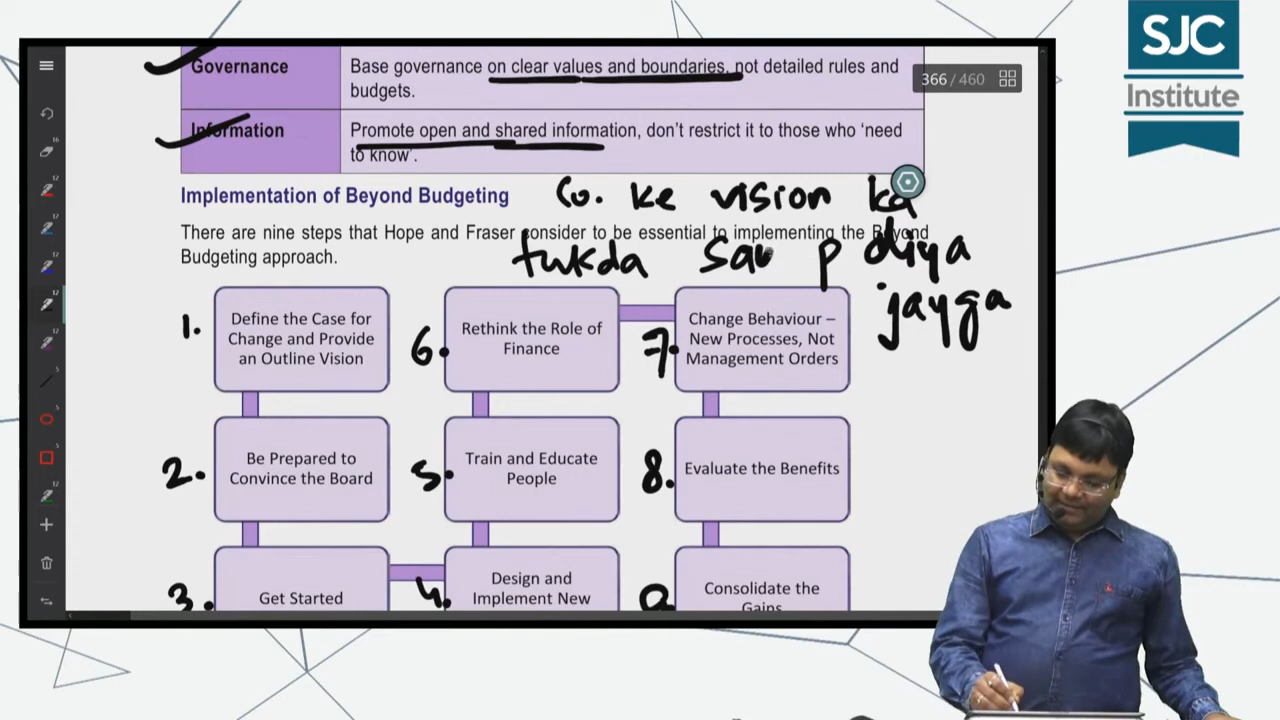 SJC
Institute
366 / 460
Governance
Base governance on clear values and boundaries, not detailed rules and
budgets.
Information
Promote open and shared information, don't restrict it to those who 'need
to know'.
Implementation of Beyond Budgeting
Co. ke vision ka
There are nine steps that Hope and Fraser consider to be essential to implementing the Beyond
Budgeting approach.
tukda sau p diya
jayga
1.
Define the Case for
Change and Provide
an Outline Vision
2.
Be Prepared to
Convince the Board
3.
Get Started
4.
Design and
Implement New
5.
Train and Educate
People
6.
Rethink the Role of
Finance
7.
Change Behaviour –
New Processes, Not
Management Orders
8.
Evaluate the Benefits
Consolidate the
Gains